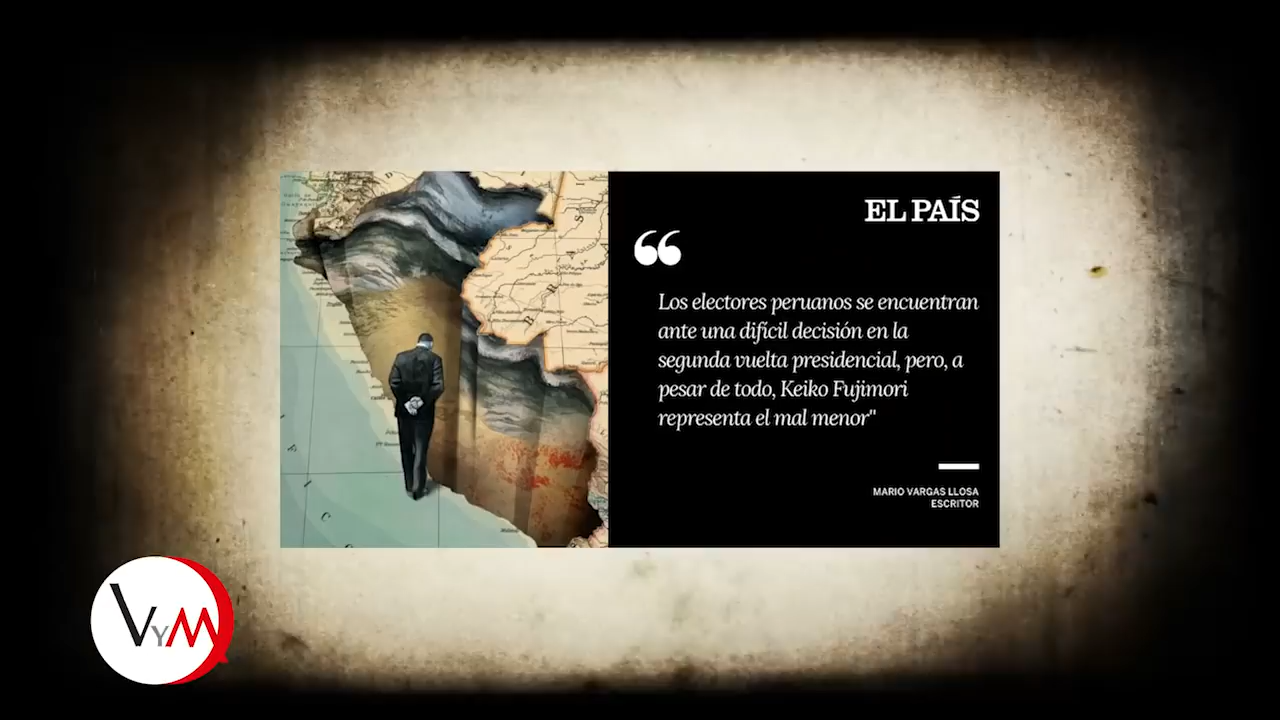 EL PAÍS
“
Los electores peruanos se encuentran
ante una difícil decisión en la
segunda vuelta presidencial, pero, a
pesar de todo, Keiko Fujimori
representa el mal menor"
MARIO VARGAS LLOSA
ESCRITOR
VYM